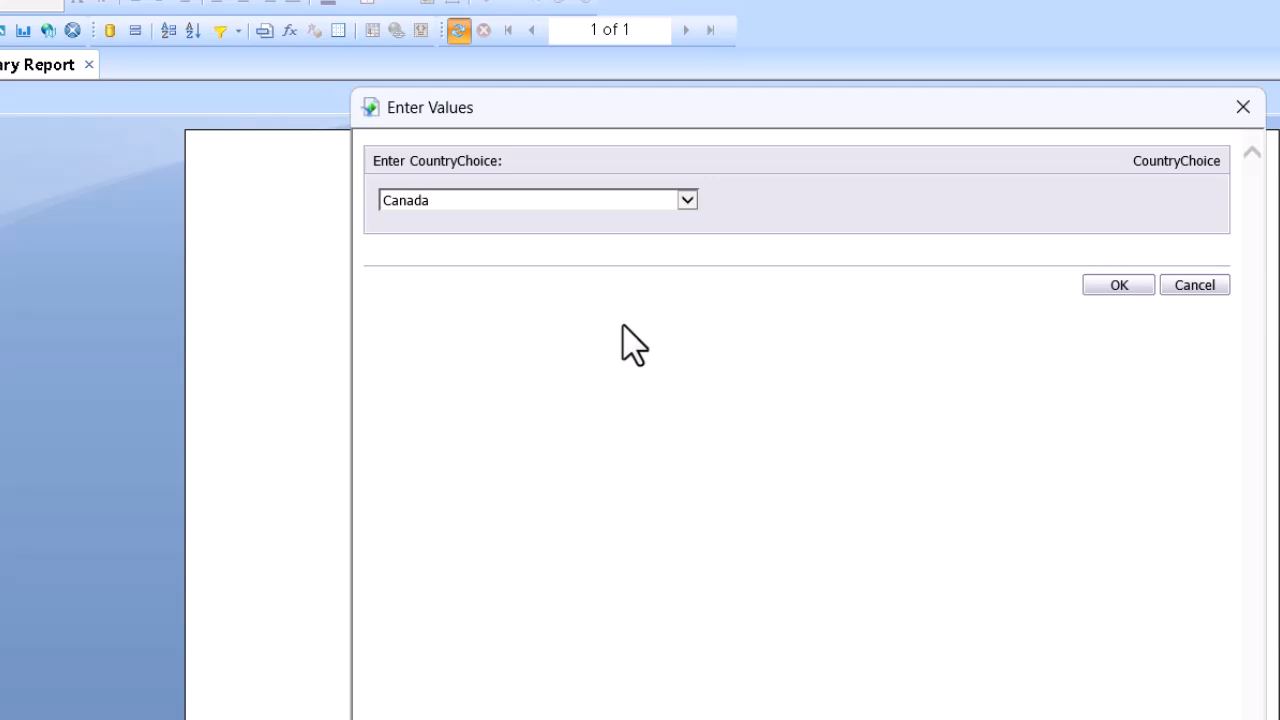 1 of 1
ary Report
Enter Values
Enter CountryChoice:
CountryChoice
Canada
OK
Cancel